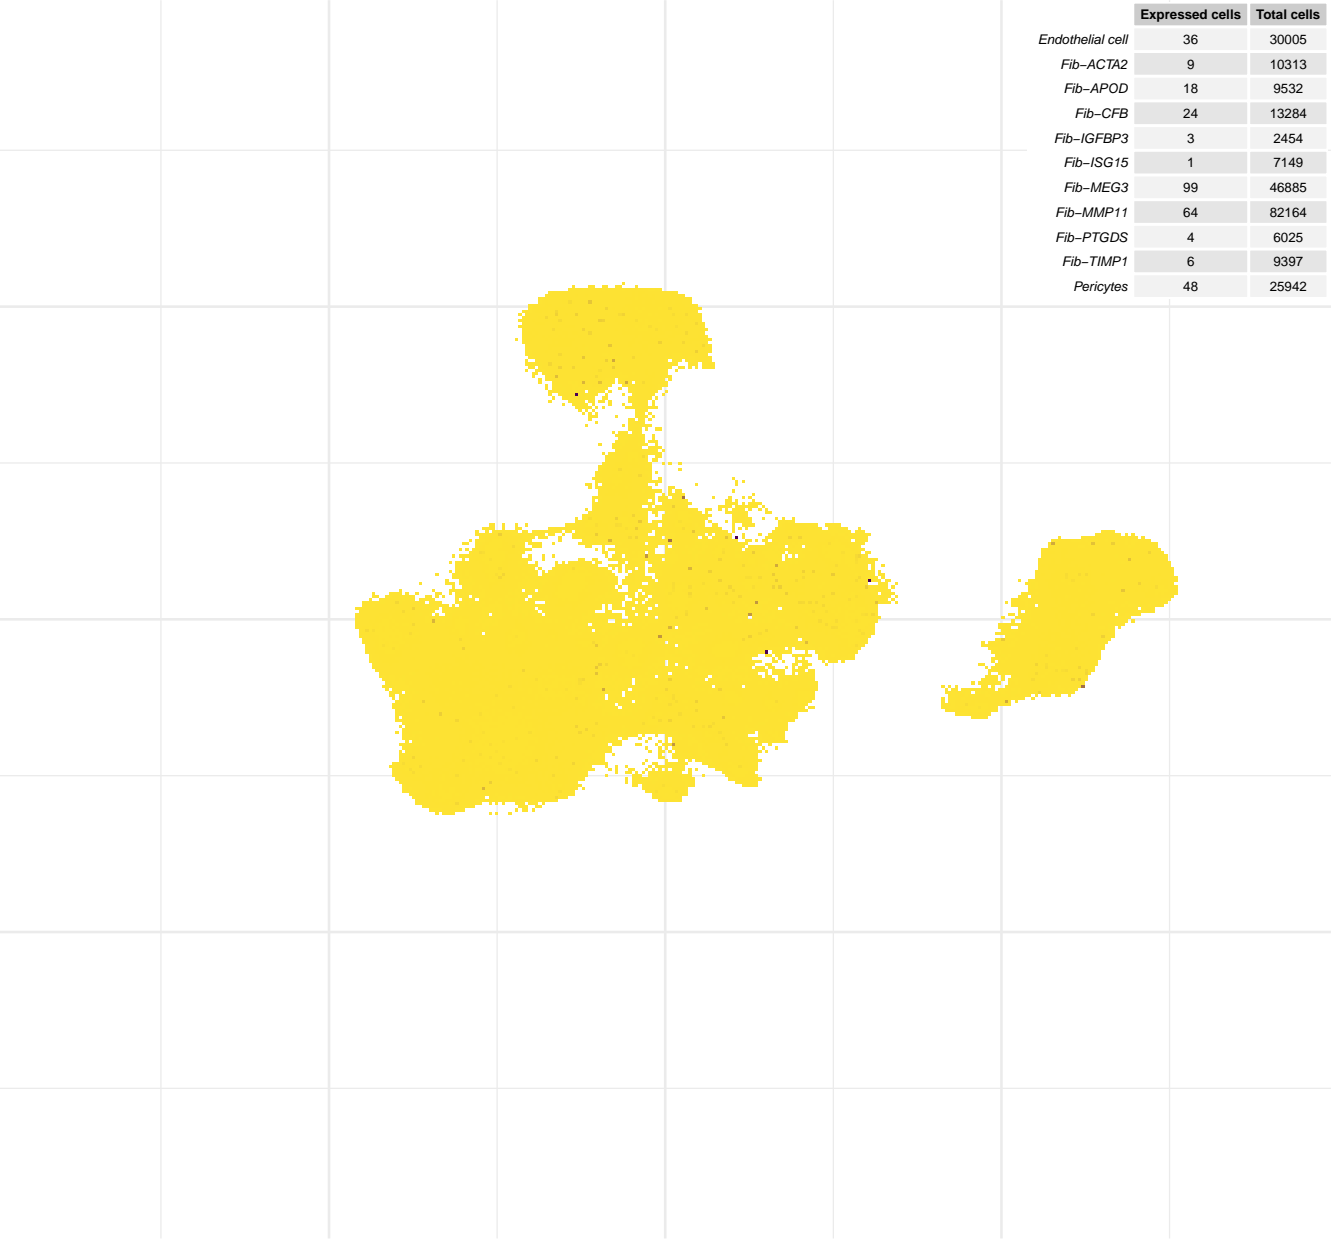 Expressed cells Total cells
Endothelial cell 36 30005
Fib−ACTA2 9 10313
Fib−APOD 18 9532
Fib−CFB 24 13284
Fib−IGFBP3 3 2454
Fib−ISG15 1 7149
Fib−MEG3 99 46885
Fib−MMP11 64 82164
Fib−PTGDS 4 6025
Fib−TIMP1 6 9397
Pericytes 48 25942